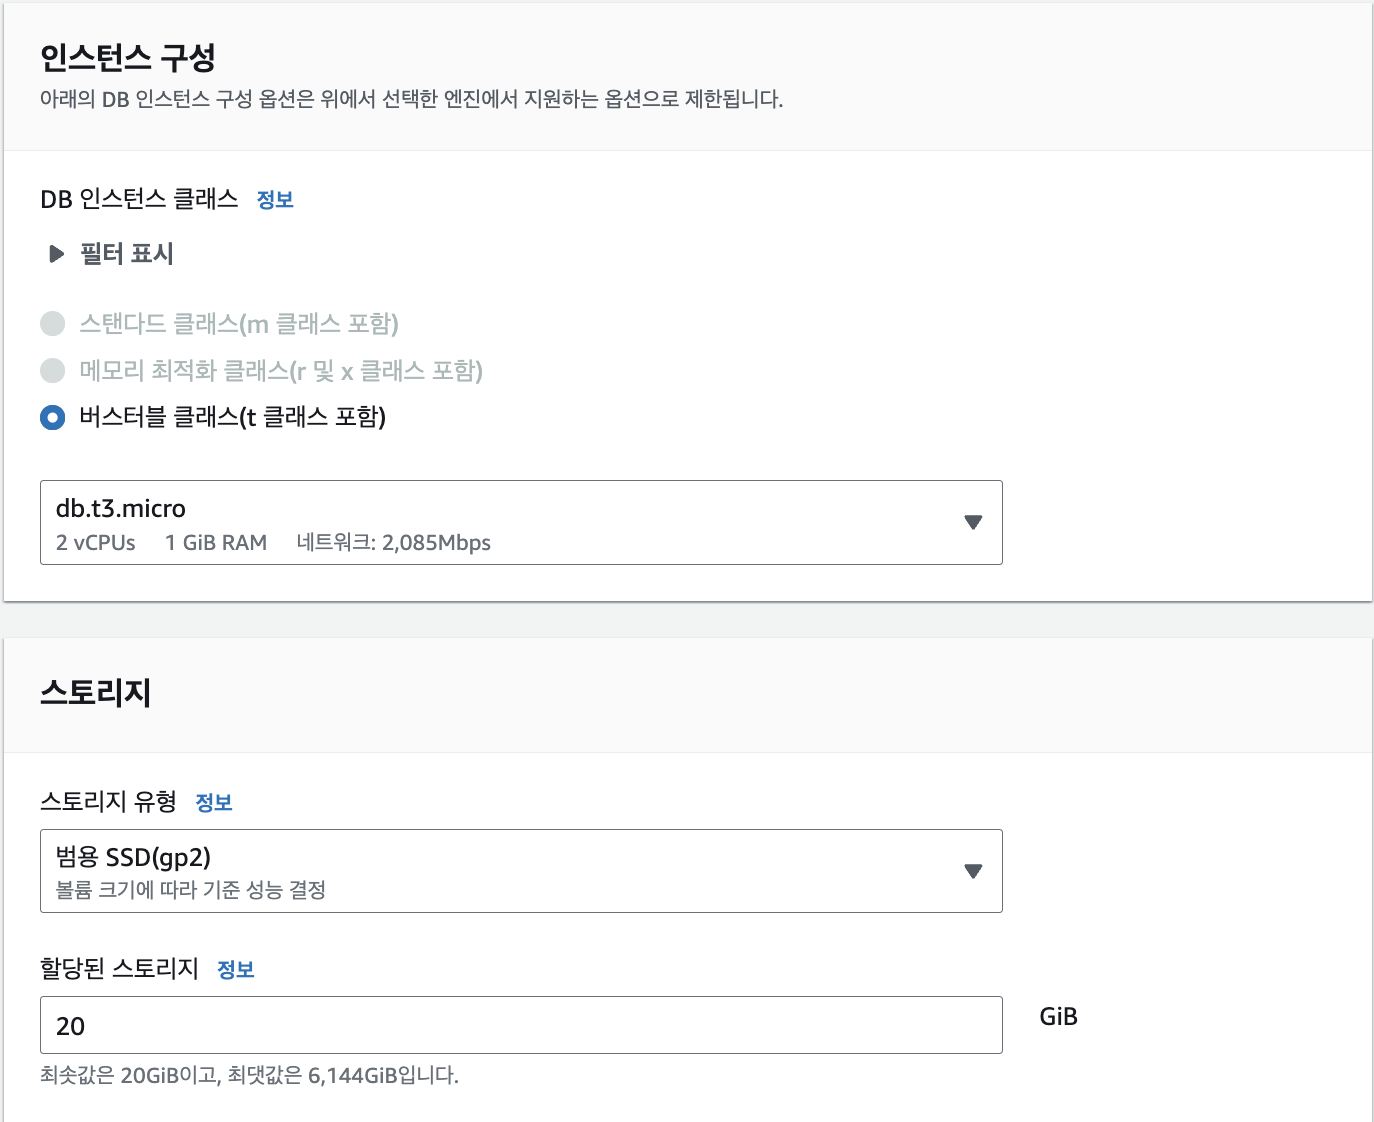 인스턴스 구성
아래의 DB 인스턴스 구성 옵션은 위에서 선택한 엔진에서 지원하는 옵션으로 제한됩니다.
DB 인스턴스 클래스 정보
필터 표시
스탠다드 클래스(m 클래스 포함)
메모리 최적화 클래스(r 및 x 클래스 포함)
버스터블 클래스(t 클래스 포함)
db.t3.micro
2 vCPUs 1 GiB RAM 네트워크: 2,085Mbps
스토리지
스토리지 유형 정보
범용 SSD(gp2)
볼륨 크기에 따라 기준 성능 결정
할당된 스토리지 정보
20 GiB
최솟값은 20GiB이고, 최댓값은 6,144GiB입니다.